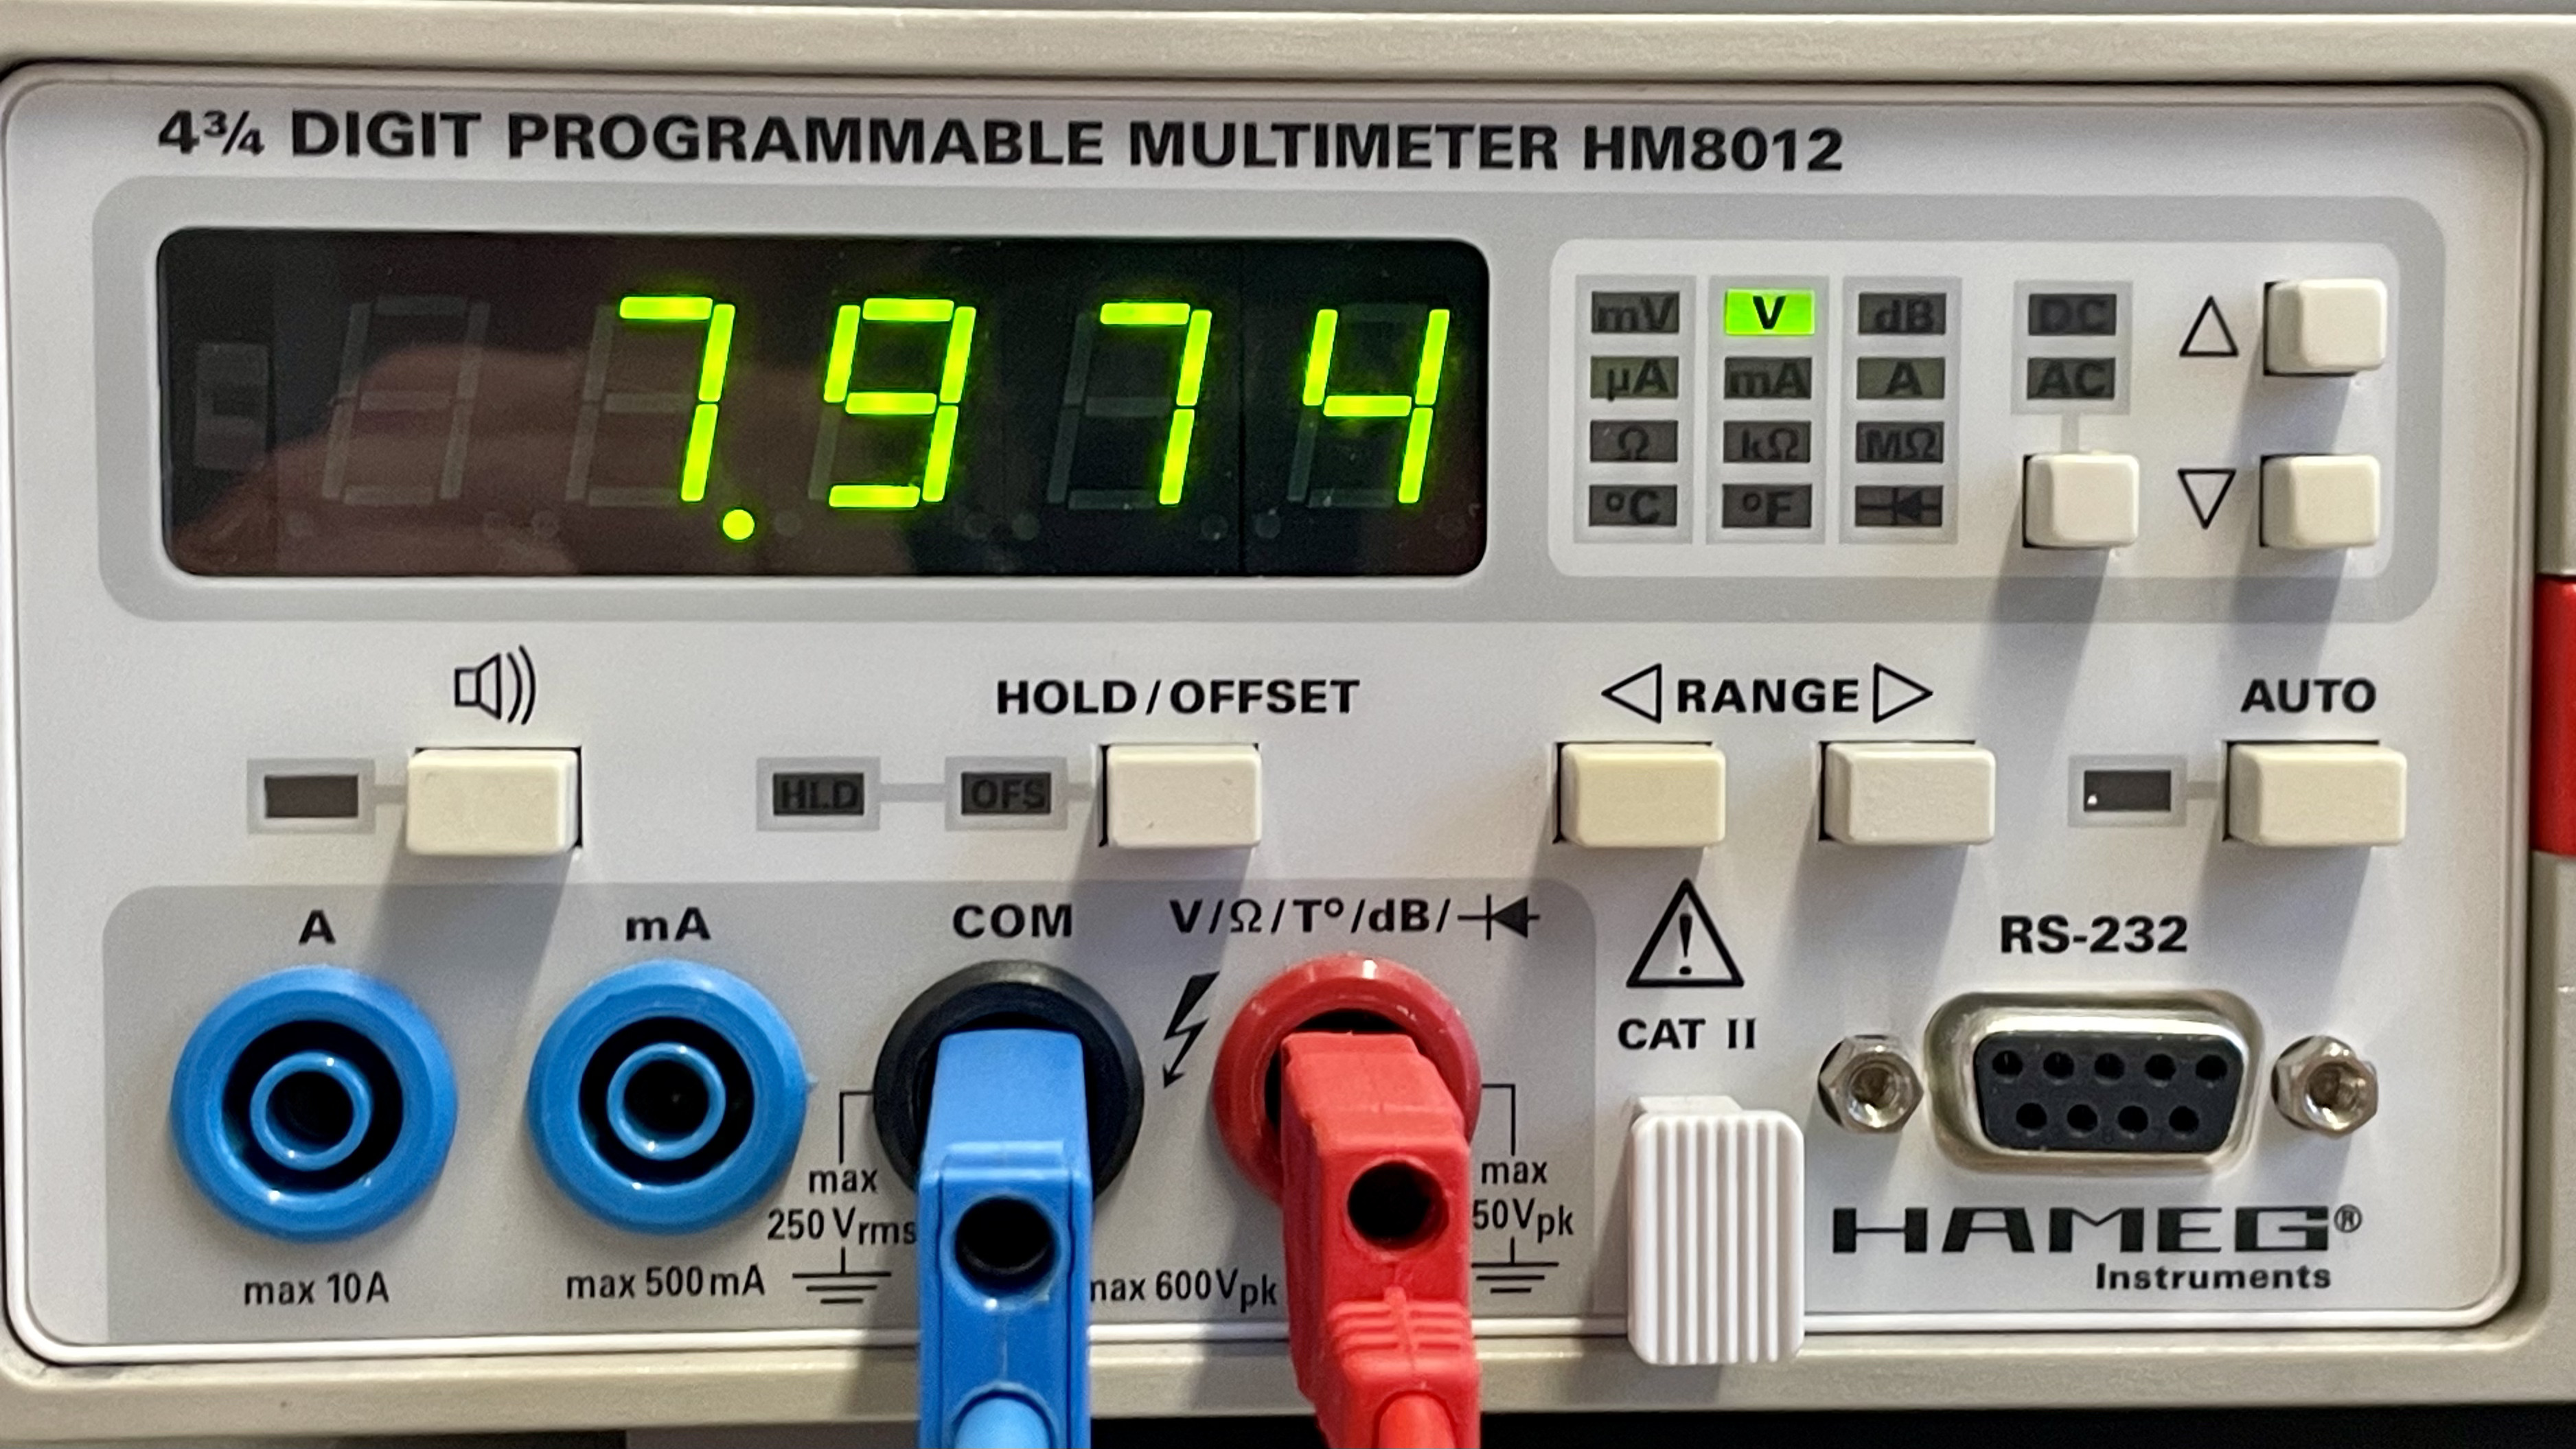 4¾ DIGIT PROGRAMMABLE MULTIMETER HM8012
7.974
mV V dB DC
µA mA A AC
Ω kΩ MΩ
°C °F
HOLD/OFFSET
RANGE
AUTO
HLD OFS
A mA COM V/Ω/T°/dB/
CAT II
RS-232
max 250 Vrms
max 50Vpk
max 10A
max 500mA
max 600Vpk
HAMEG®
Instruments